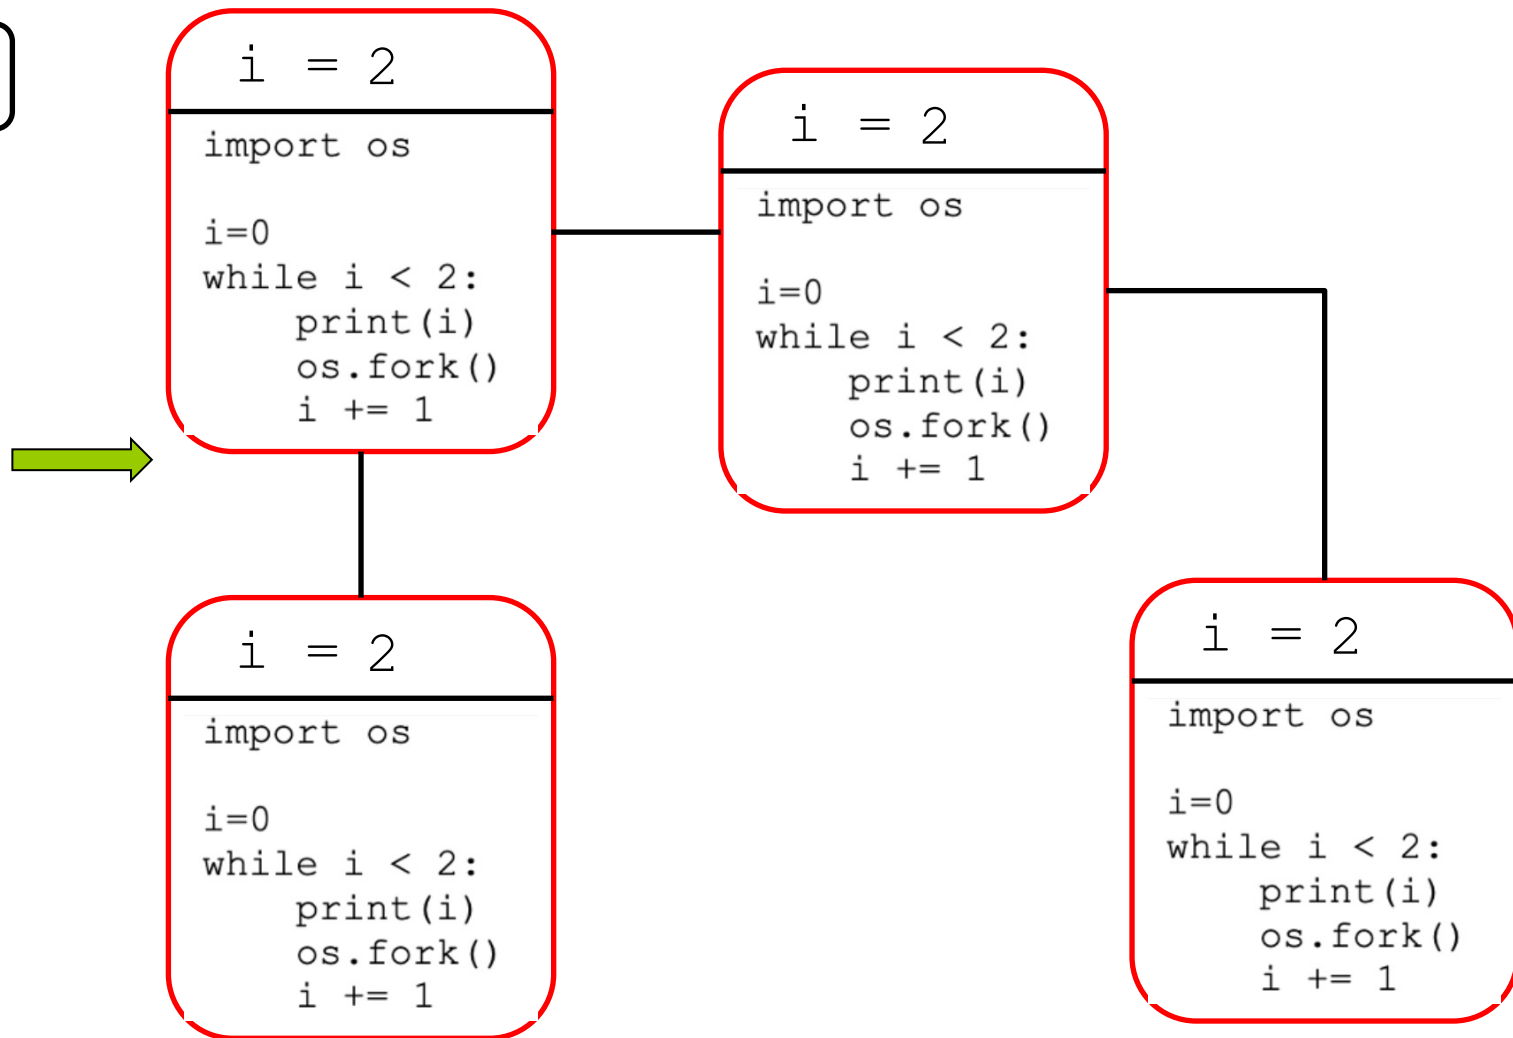 i = 2
import os
i=0
while i < 2:
print(i)
os.fork()
i += 1
i = 2
import os
i=0
while i < 2:
print(i)
os.fork()
i += 1
i = 2
import os
i=0
while i < 2:
print(i)
os.fork()
i += 1
i = 2
import os
i=0
while i < 2:
print(i)
os.fork()
i += 1